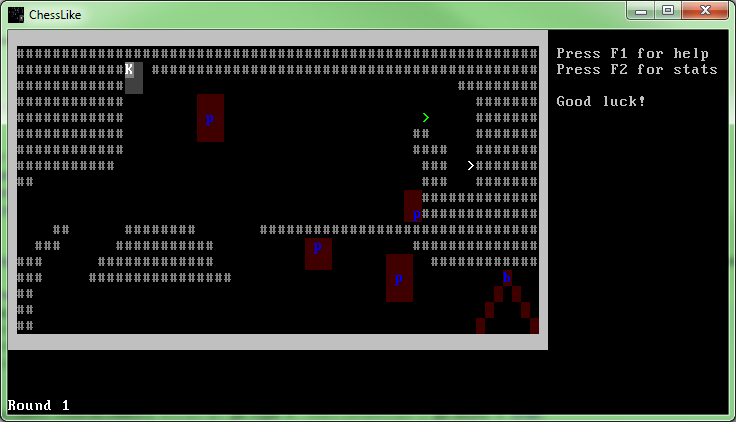 ChessLike
Press F1 for help
Press F2 for stats
Good luck!
K
p
p
p
p
b
Round 1